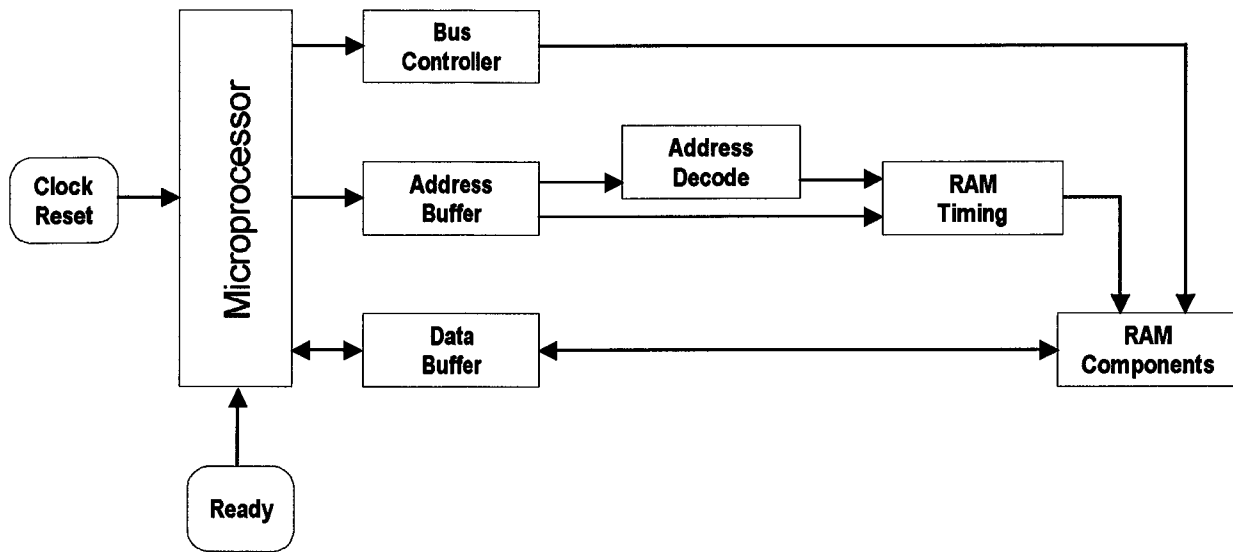 Bus
Controller
Microprocessor
Address
Decode
Clock
Reset
Address
Buffer
RAM
Timing
Data
Buffer
RAM
Components
Ready